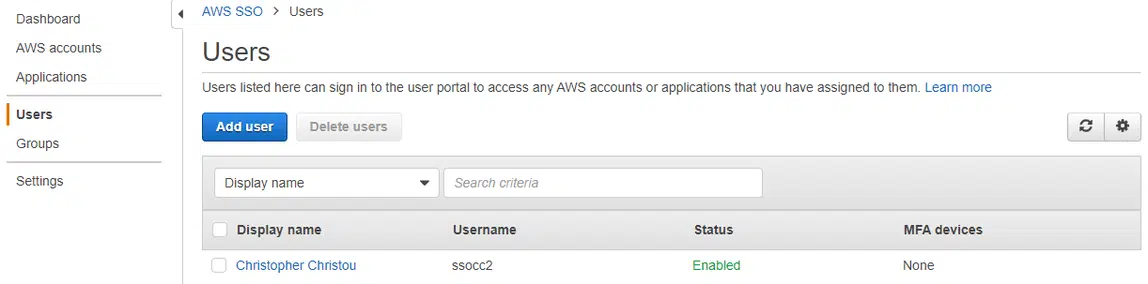 Dashboard
AWS accounts
Applications
Users
Groups
Settings
AWS SSO > Users
Users
Users listed here can sign in to the user portal to access any AWS accounts or applications that you have assigned to them. Learn more
Add user Delete users
Display name Search criteria
Display name Username Status MFA devices
Christopher Christou ssocc2 Enabled None